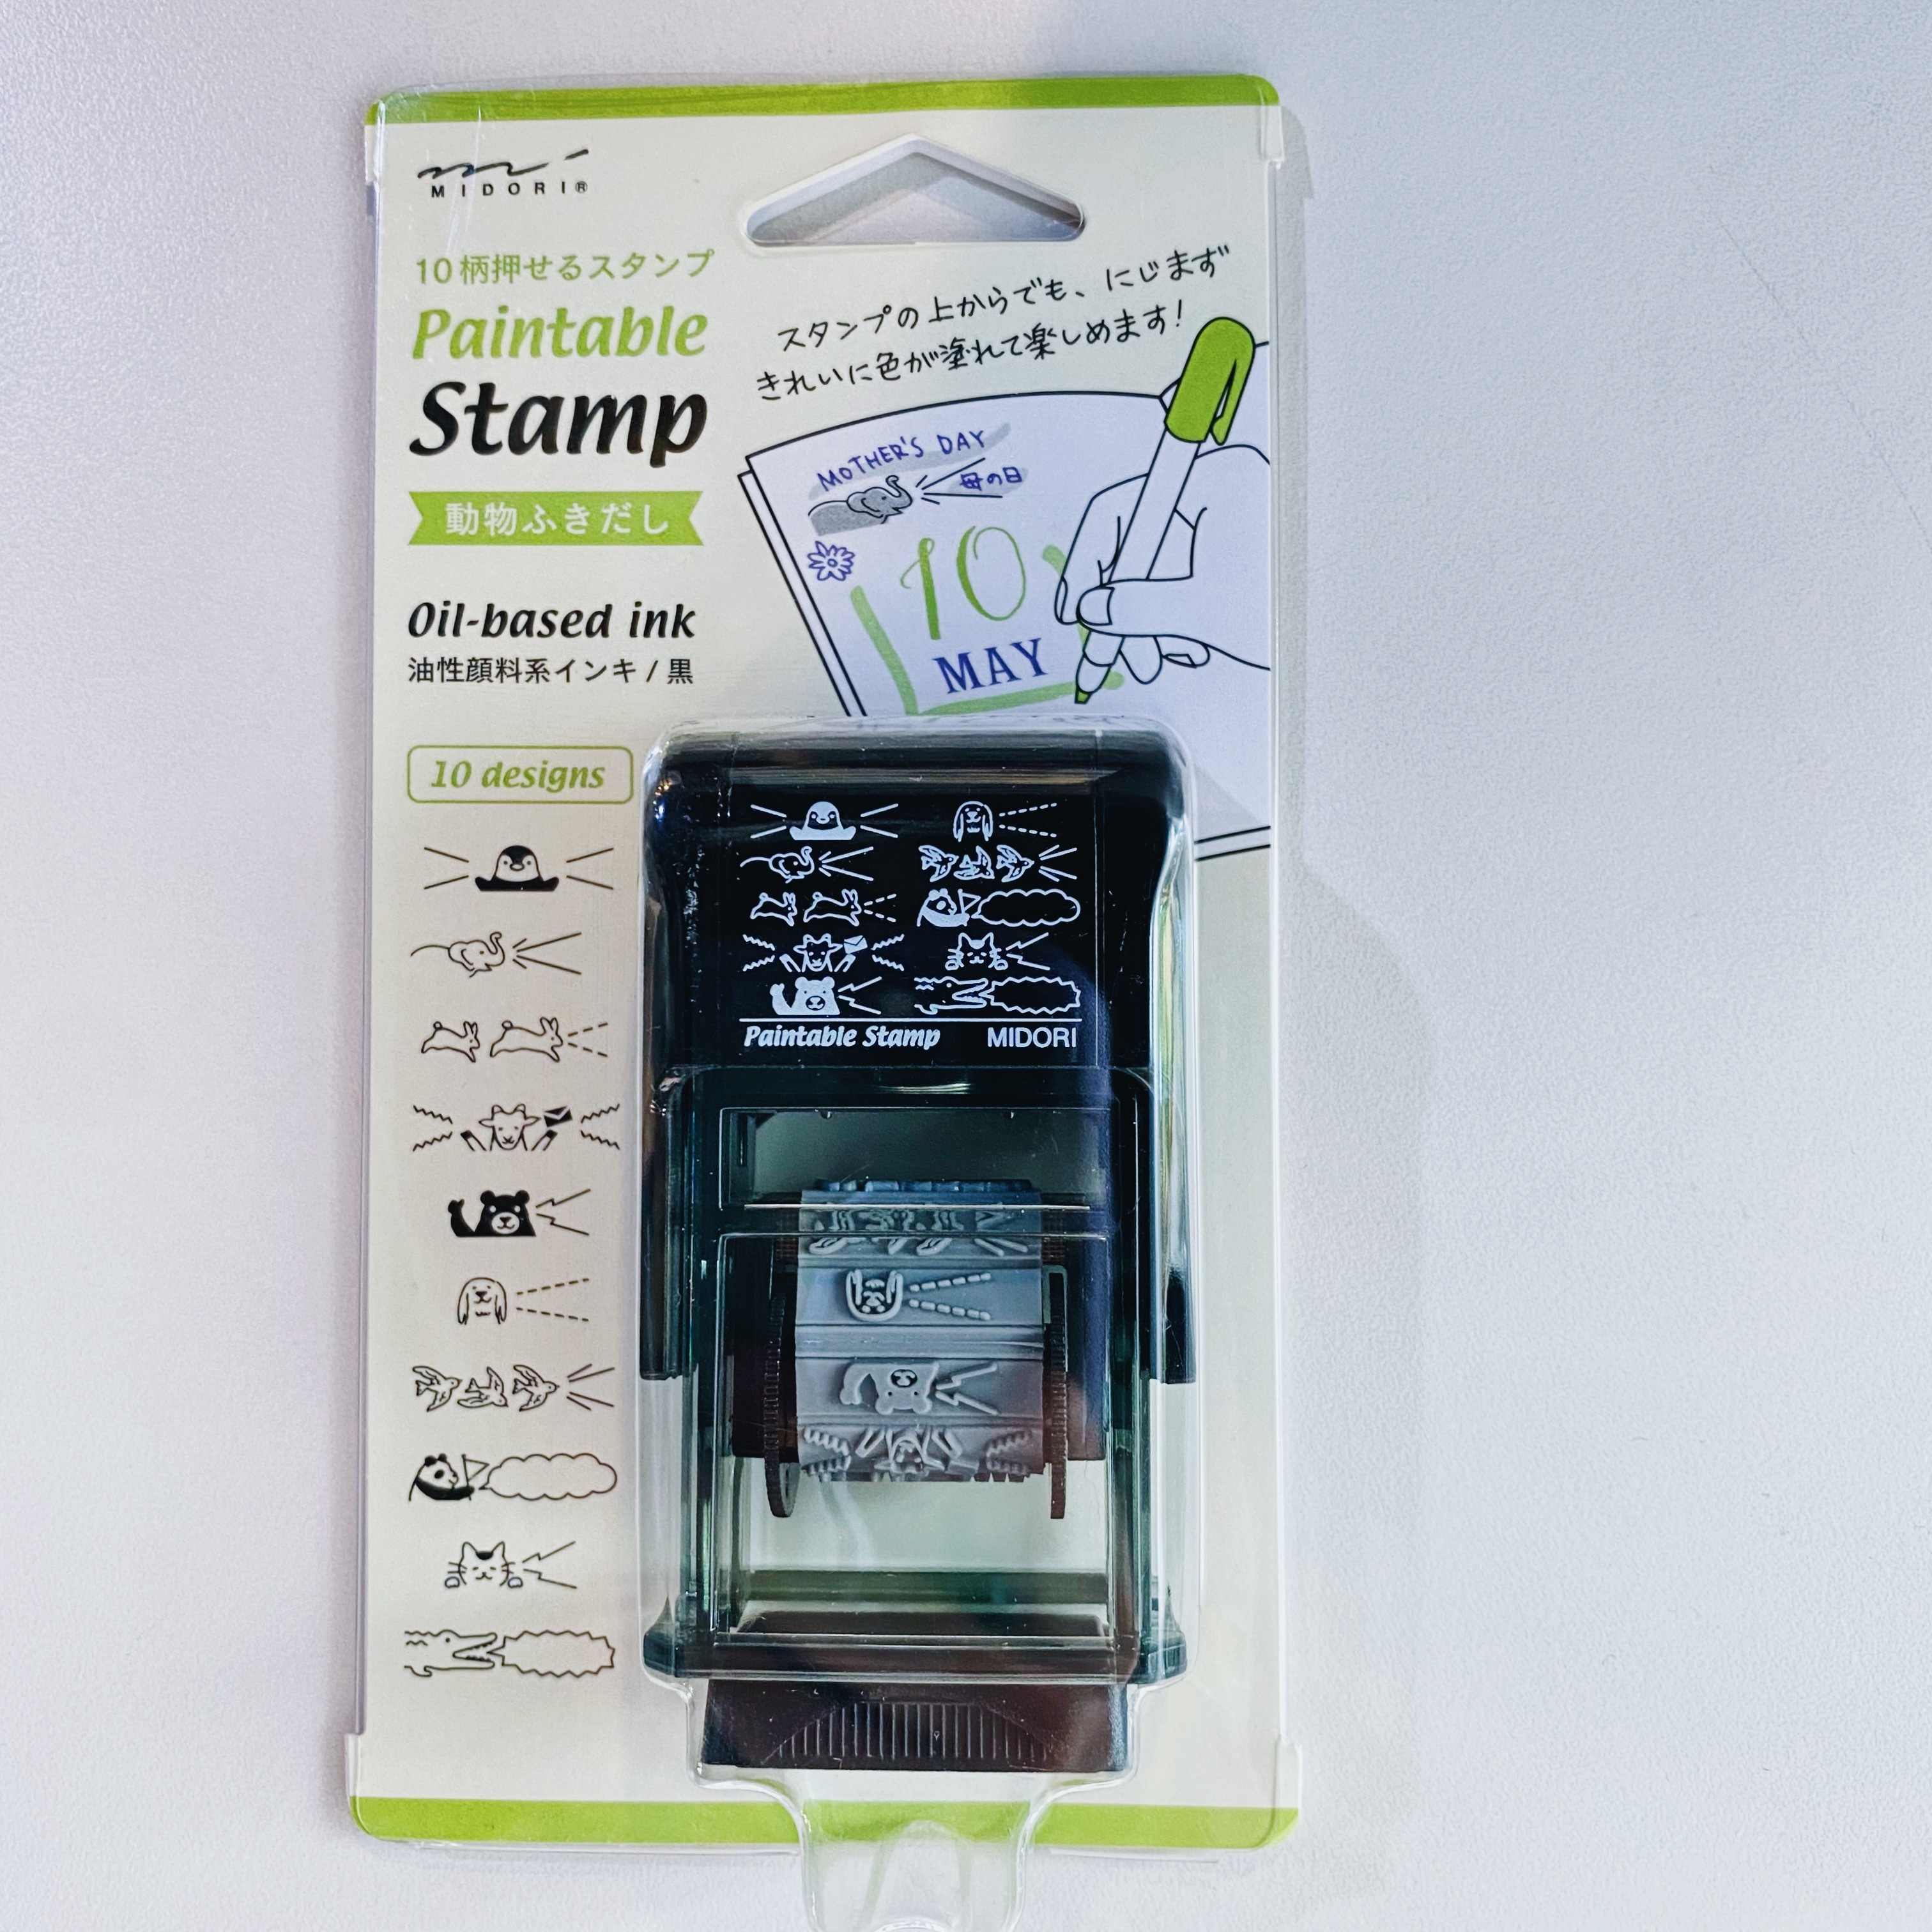 MIDORI®
10柄押せるスタンプ
Paintable
Stamp
動物ふきだし
Oil-based ink
油性顔料系インキ / 黒
スタンプの上からでも、にじまず
きれいに色が塗れて楽しめます!
MOTHER'S DAY
母の日
10
MAY
10 designs
Paintable Stamp MIDORI